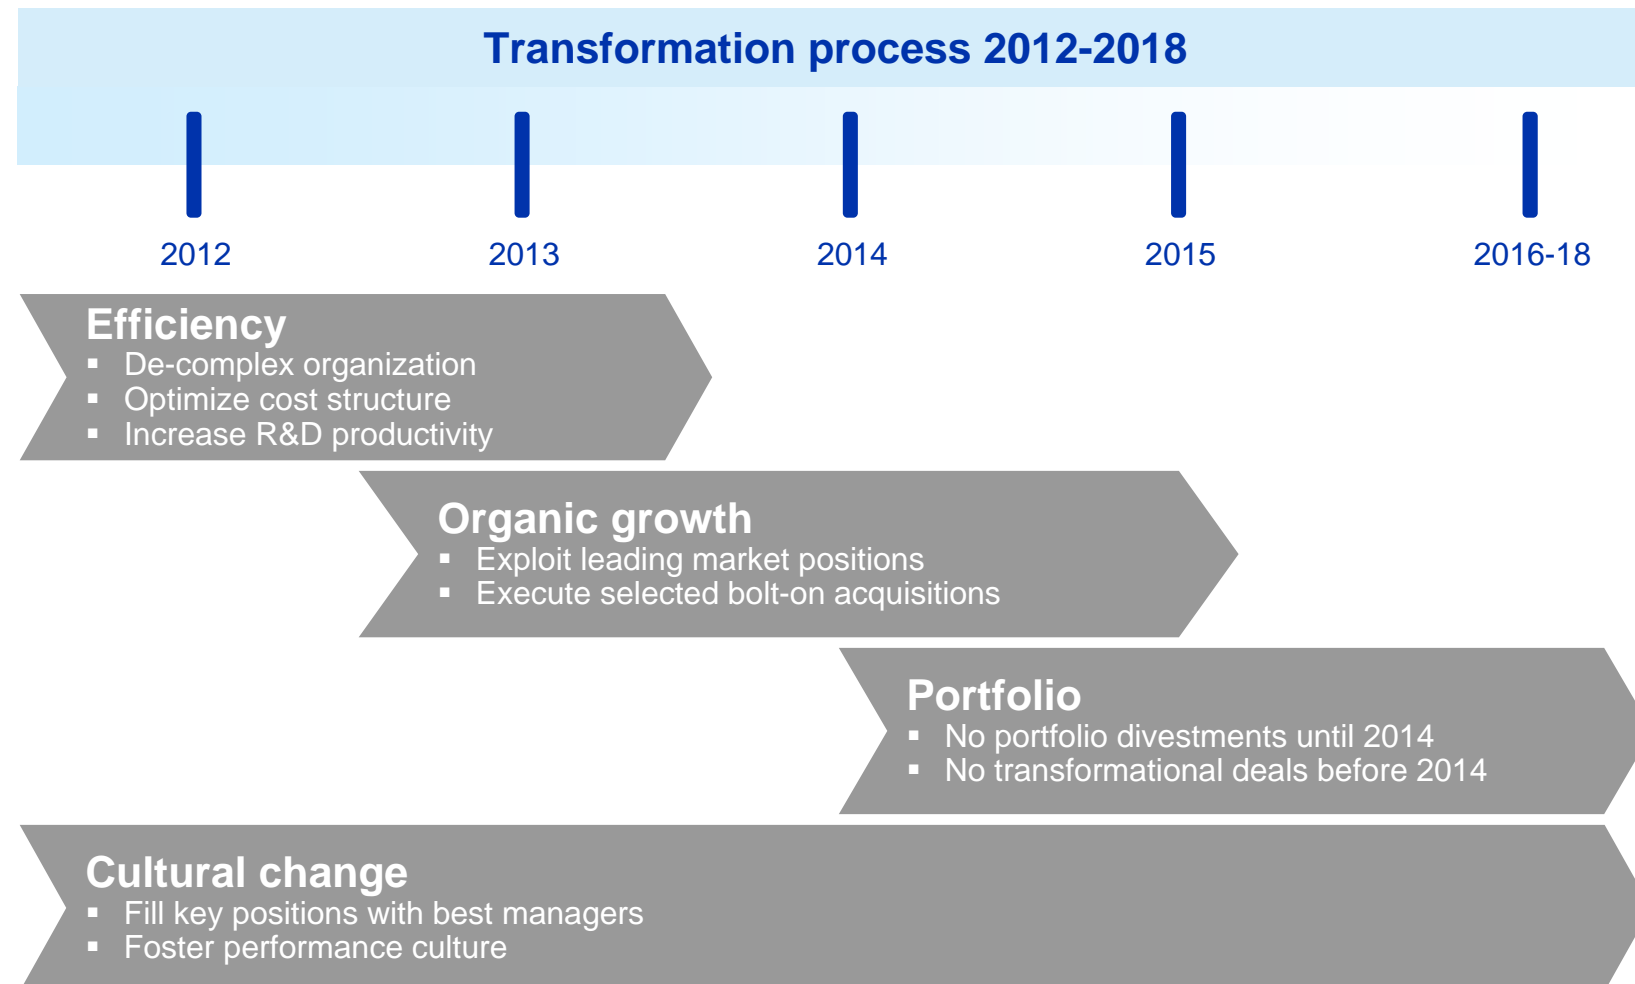 Transformation process 2012-2018
2012
2013
2014
2015
2016-18
Efficiency
▪ De-complex organization
▪ Optimize cost structure
▪ Increase R&D productivity
Organic growth
▪ Exploit leading market positions
▪ Execute selected bolt-on acquisitions
Portfolio
▪ No portfolio divestments until 2014
▪ No transformational deals before 2014
Cultural change
▪ Fill key positions with best managers
▪ Foster performance culture